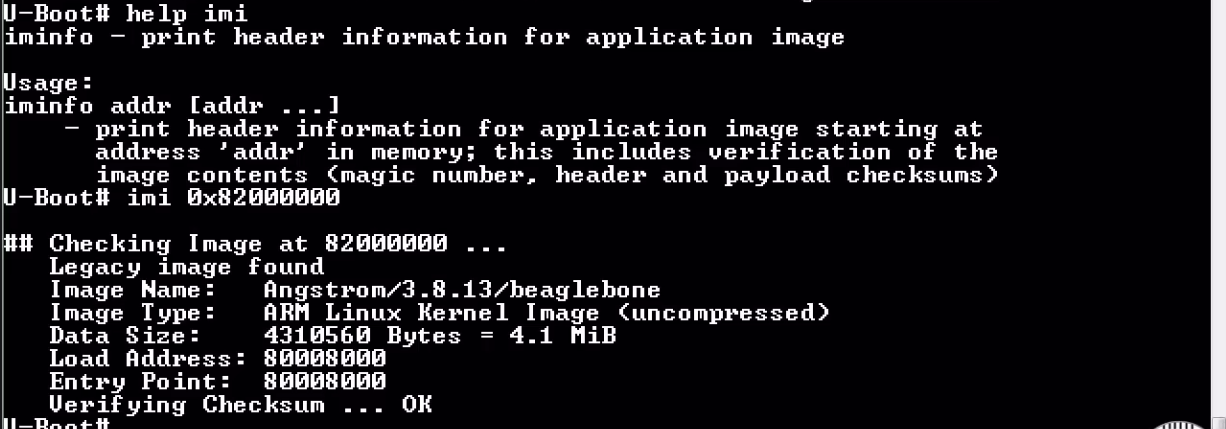 U-Boot# help imi
iminfo - print header information for application image
Usage:
iminfo addr [addr ...]
- print header information for application image starting at
address 'addr' in memory; this includes verification of the
image contents (magic number, header and payload checksums)
U-Boot# imi 0x82000000
## Checking Image at 82000000 ...
Legacy image found
Image Name: Angstrom/3.8.13/beaglebone
Image Type: ARM Linux Kernel Image (uncompressed)
Data Size: 4310560 Bytes = 4.1 MiB
Load Address: 80008000
Entry Point: 80008000
Verifying Checksum ... OK
U-Boot#